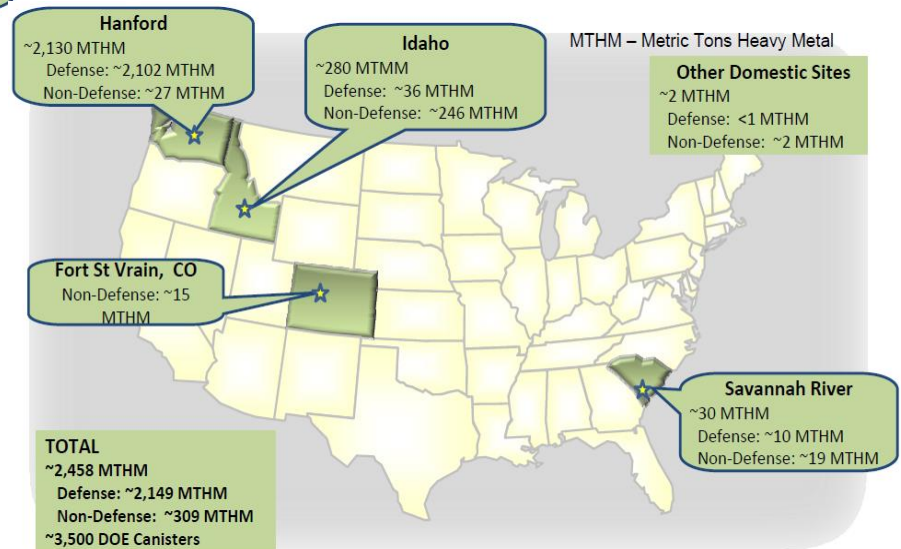 Hanford
~2,130 MTHM
Defense: ~2,102 MTHM
Non-Defense: ~27 MTHM
Idaho
~280 MTMM
Defense: ~36 MTHM
Non-Defense: ~246 MTHM
MTHM – Metric Tons Heavy Metal
Other Domestic Sites
~2 MTHM
Defense: <1 MTHM
Non-Defense: ~2 MTHM
Fort St Vrain, CO
Non-Defense: ~15
MTHM
Savannah River
~30 MTHM
Defense: ~10 MTHM
Non-Defense: ~19 MTHM
TOTAL
~2,458 MTHM
Defense: ~2,149 MTHM
Non-Defense: ~309 MTHM
~3,500 DOE Canisters